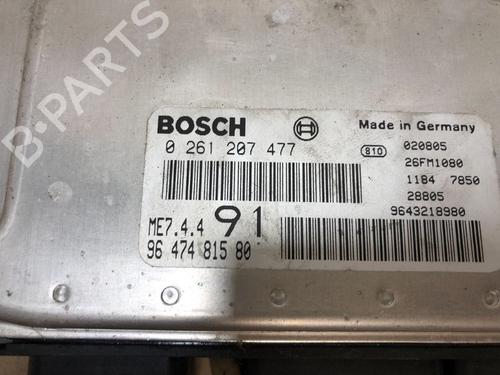 BOSCH
Made in Germany
0 261 207 477
810
020805
26FM1080
1184 7850
28805
9643218980
ME7.4.4
91
96 474 815 80
B-PARTS